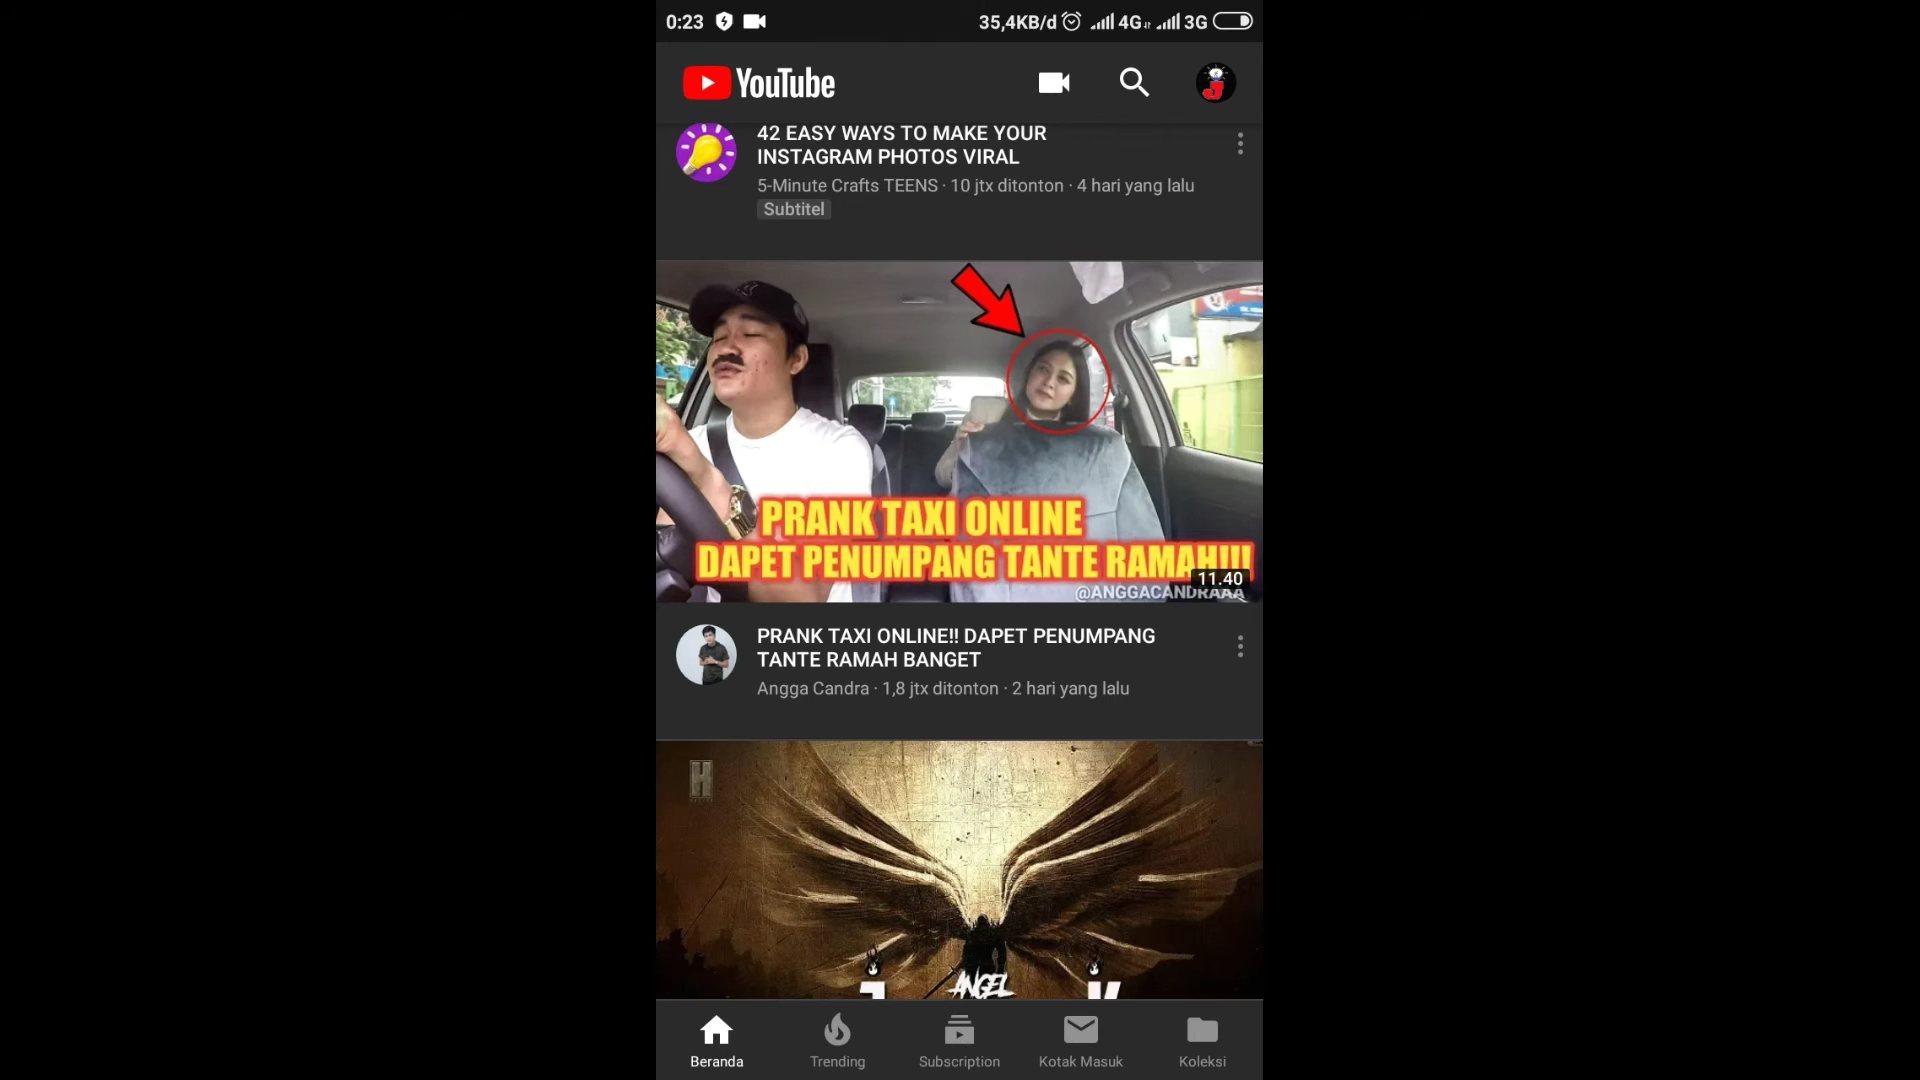 0:23 35,4KB/d 4G 3G
YouTube
42 EASY WAYS TO MAKE YOUR
INSTAGRAM PHOTOS VIRAL
5-Minute Crafts TEENS · 10 jtx ditonton · 4 hari yang lalu
Subtitel
PRANK TAXI ONLINE
DAPET PENUMPANG TANTE RAMAH!!!
11.40
@ANGGACANDRAAA
PRANK TAXI ONLINE!! DAPET PENUMPANG
TANTE RAMAH BANGET
Angga Candra · 1,8 jtx ditonton · 2 hari yang lalu
H
ANGEL
Beranda Trending Subscription Kotak Masuk Koleksi